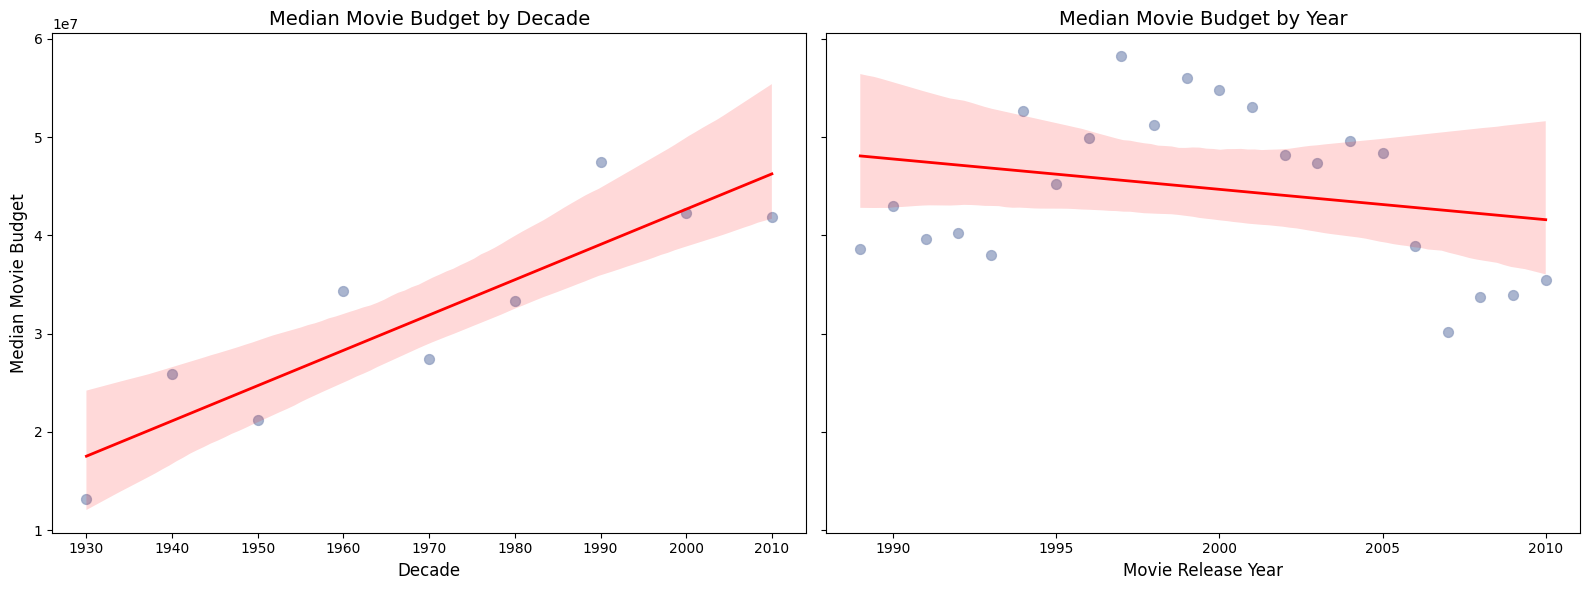 Median Movie Budget by Decade
1e7
6
5
4
3
2
1
Median Movie Budget
1930 1940 1950 1960 1970 1980 1990 2000 2010
Decade
Median Movie Budget by Year
1990 1995 2000 2005 2010
Movie Release Year